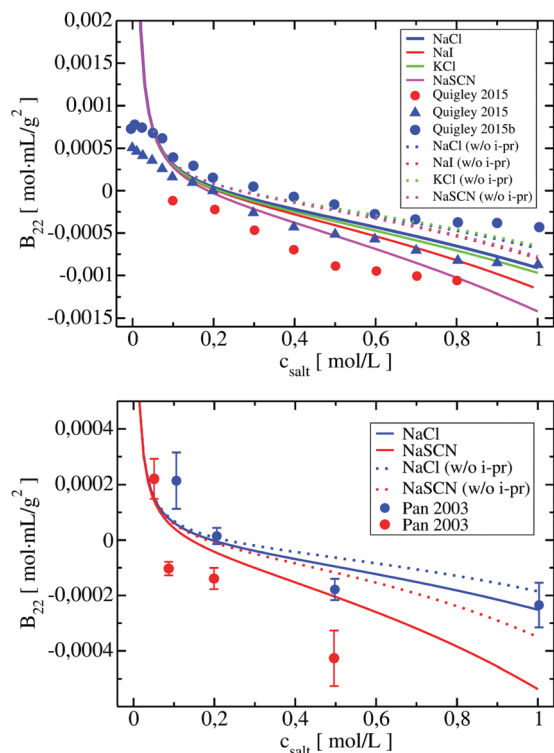 0,002
0,0015
0,001
0,0005
0
-0,0005
-0,001
-0,0015
B22 [ mol·mL/g2 ]
NaCl
NaI
KCl
NaSCN
Quigley 2015
Quigley 2015
Quigley 2015b
NaCl (w/o i-pr)
NaI (w/o i-pr)
KCl (w/o i-pr)
NaSCN (w/o i-pr)
0 0,2 0,4 0,6 0,8 1
csalt [ mol/L ]
0,0004
0,0002
0
-0,0002
-0,0004
B22 [ mol·mL/g2 ]
NaCl
NaSCN
NaCl (w/o i-pr)
NaSCN (w/o i-pr)
Pan 2003
Pan 2003
0 0,2 0,4 0,6 0,8 1
csalt [ mol/L ]